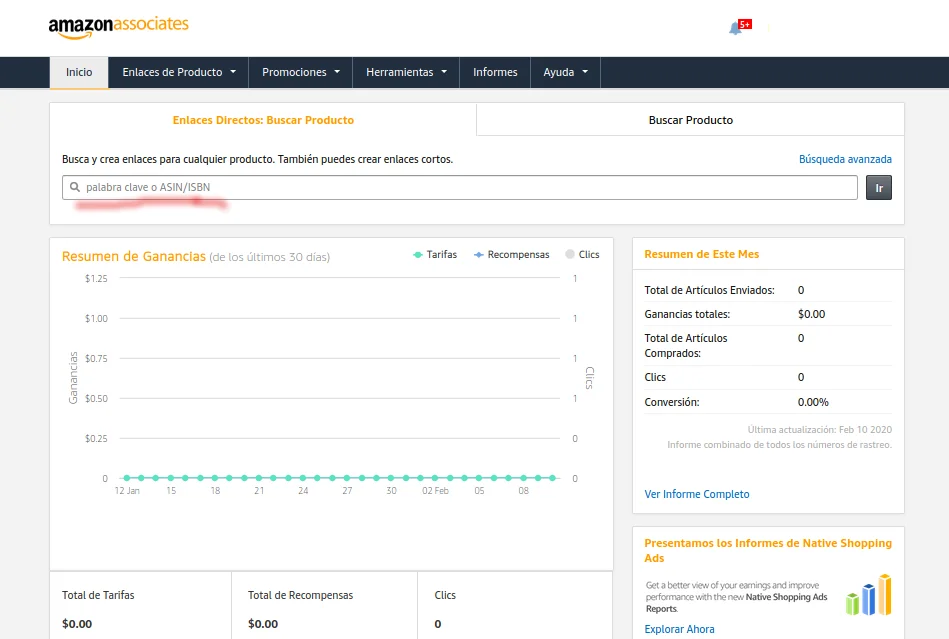 amazonassociates
5+
Inicio
Enlaces de Producto
Promociones
Herramientas
Informes
Ayuda
Enlaces Directos: Buscar Producto
Buscar Producto
Busca y crea enlaces para cualquier producto. También puedes crear enlaces cortos.
Búsqueda avanzada
palabra clave o ASIN/ISBN
Ir
Resumen de Ganancias (de los últimos 30 días)
Tarifas
Recompensas
Clics
$1.25
$1.00
$0.75
$0.50
$0.25
0
Ganancias
1
1
1
1
0
0
Clics
12 Jan
15
18
21
24
27
30
02 Feb
05
08
Total de Tarifas
$0.00
Total de Recompensas
$0.00
Clics
0
Resumen de Este Mes
Total de Artículos Enviados: 0
Ganancias totales: $0.00
Total de Artículos 0
Comprados:
Clics 0
Conversión: 0.00%
Última actualización: Feb 10 2020
Informe combinado de todos los números de rastreo.
Ver Informe Completo
Presentamos los Informes de Native Shopping
Ads
Get a better view of your earnings and improve
performance with the new Native Shopping Ads
Reports.
Explorar Ahora